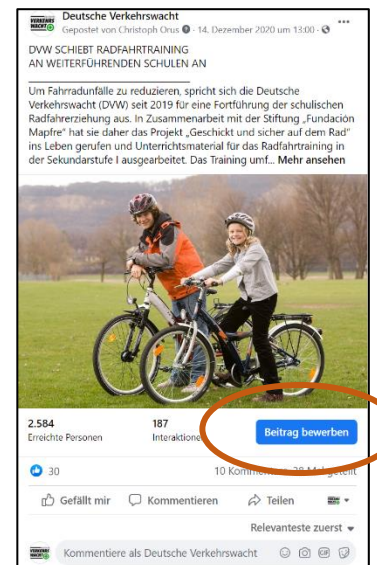 Deutsche Verkehrswacht
Gepostet von Christoph Orus · 14. Dezember 2020 um 13:00 ·
DVW SCHIEBT RADFAHRTRAINING
AN WEITERFÜHRENDEN SCHULEN AN
Um Fahrradunfälle zu reduzieren, spricht sich die Deutsche
Verkehrswacht (DVW) seit 2019 für eine Fortführung der schulischen
Radfahrerziehung aus. In Zusammenarbeit mit der Stiftung „Fundación
Mapfre" hat sie daher das Projekt „Geschickt und sicher auf dem Rad"
ins Leben gerufen und Unterrichtsmaterial für das Radfahrtraining in
der Sekundarstufe I ausgearbeitet. Das Training umf... Mehr ansehen
2.584
Erreichte Personen
187
Interaktione
Beitrag bewerben
30
10 Kommentare 38 Mal geteilt
Gefällt mir
Kommentieren
Teilen
Relevanteste zuerst
Kommentiere als Deutsche Verkehrswacht